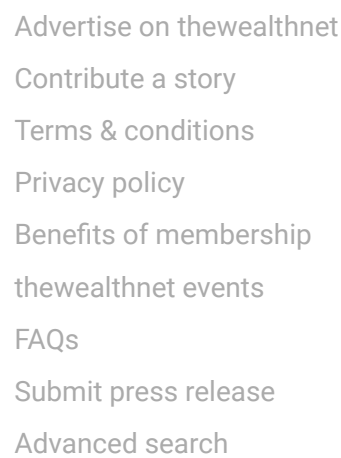 Advertise on thewealthnet
Contribute a story
Terms & conditions
Privacy policy
Benefits of membership
thewealthnet events
FAQs
Submit press release
Advanced search